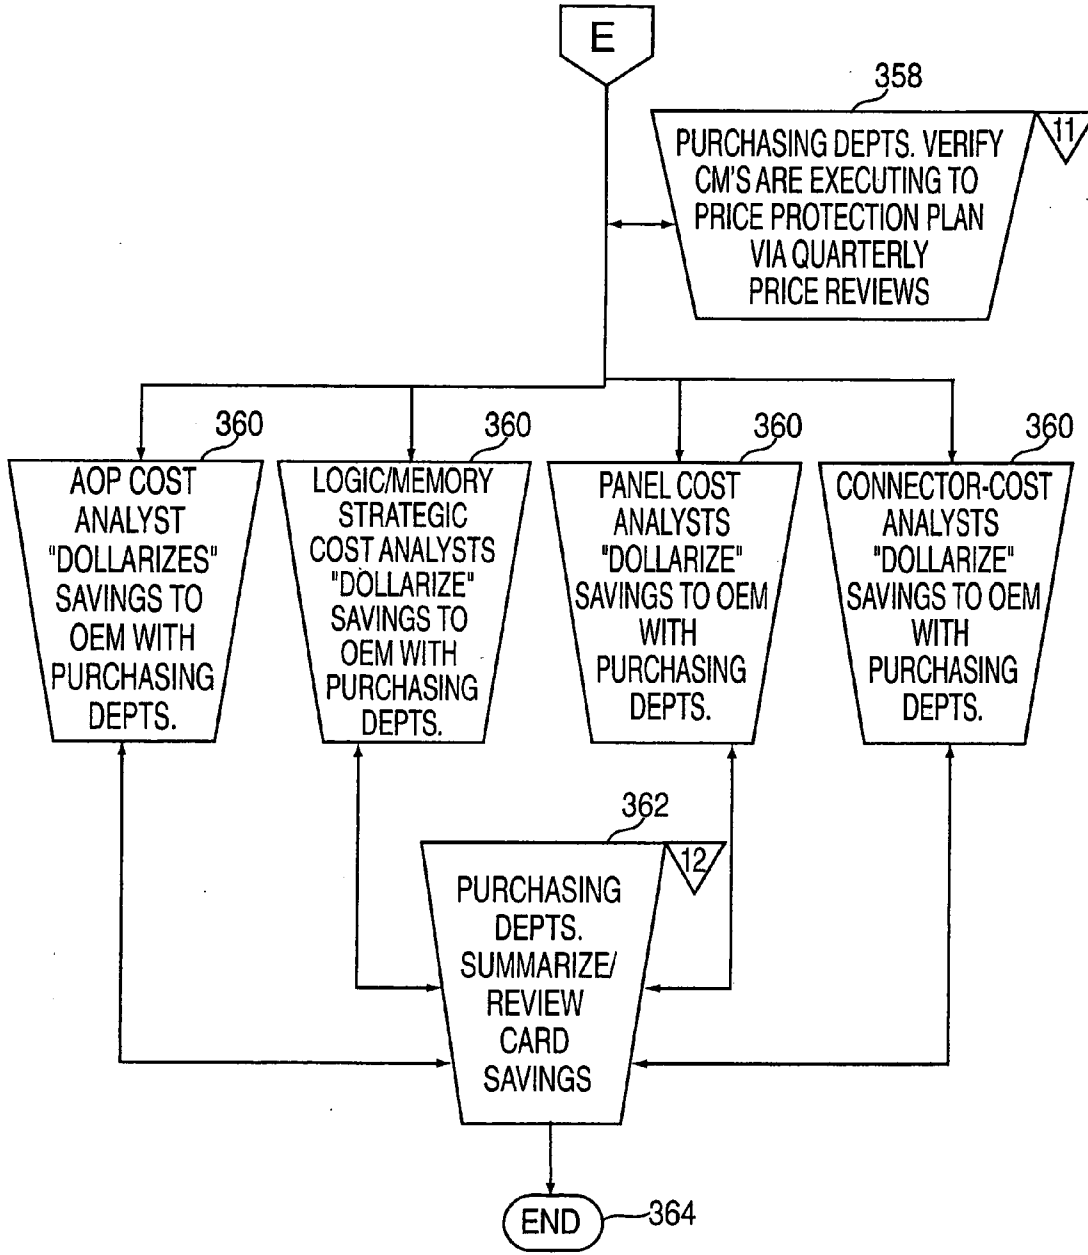 E
358
11
PURCHASING DEPTS. VERIFY
CM'S ARE EXECUTING TO
PRICE PROTECTION PLAN
VIA QUARTERLY
PRICE REVIEWS
360
AOP COST
ANALYST
"DOLLARIZES"
SAVINGS TO
OEM WITH
PURCHASING
DEPTS.
360
LOGIC/MEMORY
STRATEGIC
COST ANALYSTS
"DOLLARIZE"
SAVINGS TO
OEM WITH
PURCHASING
DEPTS.
360
PANEL COST
ANALYSTS
"DOLLARIZE"
SAVINGS TO OEM
WITH
PURCHASING
DEPTS.
360
CONNECTOR-COST
ANALYSTS
"DOLLARIZE"
SAVINGS TO OEM
WITH
PURCHASING
DEPTS.
362
12
PURCHASING
DEPTS.
SUMMARIZE/
REVIEW
CARD
SAVINGS
END
364